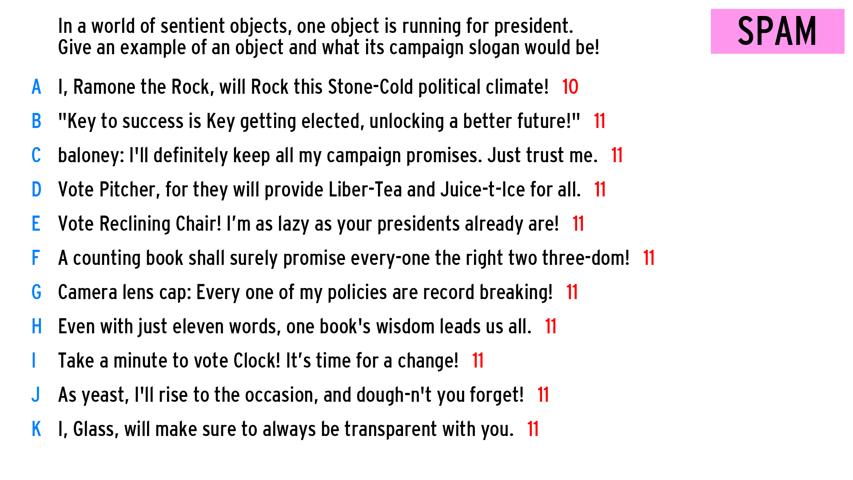 In a world of sentient objects, one object is running for president.
Give an example of an object and what its campaign slogan would be!
SPAM
A I, Ramone the Rock, will Rock this Stone-Cold political climate! 10
B "Key to success is Key getting elected, unlocking a better future!" 11
C baloney: I'll definitely keep all my campaign promises. Just trust me. 11
D Vote Pitcher, for they will provide Liber-Tea and Juice-t-Ice for all. 11
E Vote Reclining Chair! I’m as lazy as your presidents already are! 11
F A counting book shall surely promise every-one the right two three-dom! 11
G Camera lens cap: Every one of my policies are record breaking! 11
H Even with just eleven words, one book's wisdom leads us all. 11
I Take a minute to vote Clock! It’s time for a change! 11
J As yeast, I'll rise to the occasion, and dough-n't you forget! 11
K I, Glass, will make sure to always be transparent with you. 11